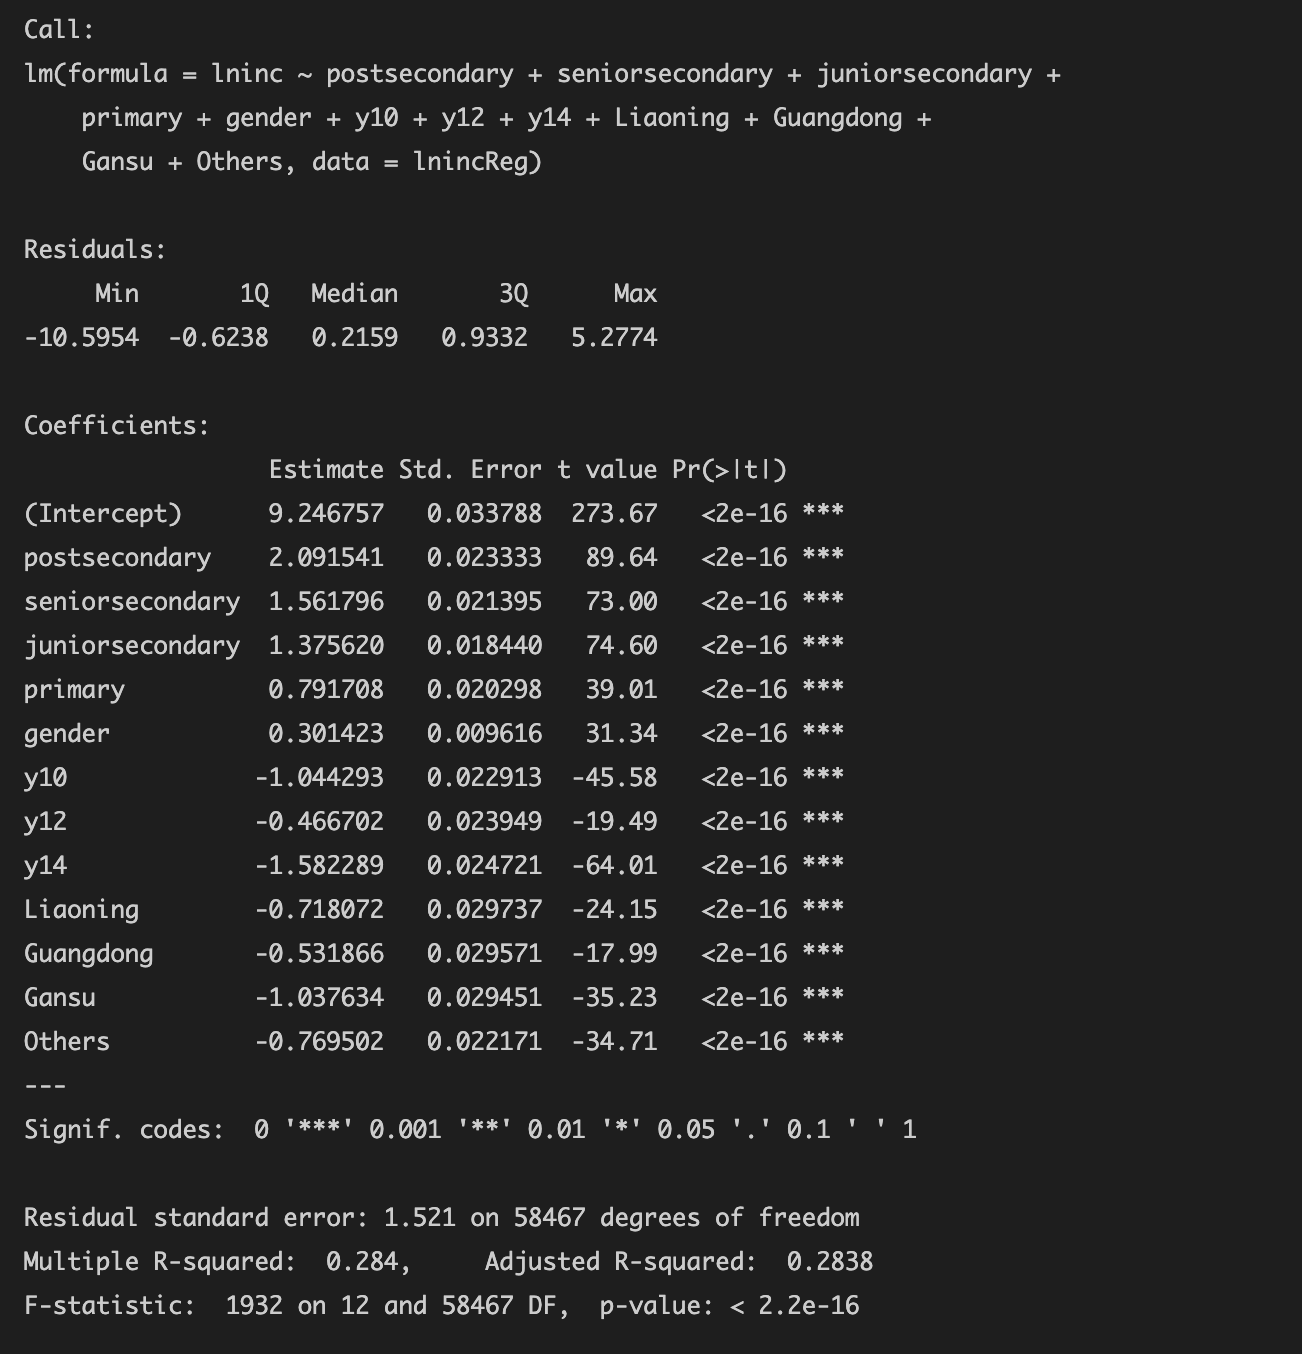 Call:
lm(formula = lninc ~ postsecondary + seniorsecondary + juniorsecondary +
    primary + gender + y10 + y12 + y14 + Liaoning + Guangdong +
    Gansu + Others, data = lnincReg)

Residuals:
     Min       1Q   Median       3Q      Max
-10.5954  -0.6238   0.2159   0.9332   5.2774

Coefficients:
                 Estimate Std. Error t value Pr(>|t|)
(Intercept)      9.246757   0.033788  273.67   <2e-16 ***
postsecondary    2.091541   0.023333   89.64   <2e-16 ***
seniorsecondary  1.561796   0.021395   73.00   <2e-16 ***
juniorsecondary  1.375620   0.018440   74.60   <2e-16 ***
primary          0.791708   0.020298   39.01   <2e-16 ***
gender           0.301423   0.009616   31.34   <2e-16 ***
y10             -1.044293   0.022913  -45.58   <2e-16 ***
y12             -0.466702   0.023949  -19.49   <2e-16 ***
y14             -1.582289   0.024721  -64.01   <2e-16 ***
Liaoning        -0.718072   0.029737  -24.15   <2e-16 ***
Guangdong       -0.531866   0.029571  -17.99   <2e-16 ***
Gansu           -1.037634   0.029451  -35.23   <2e-16 ***
Others          -0.769502   0.022171  -34.71   <2e-16 ***
---
Signif. codes:  0 '***' 0.001 '**' 0.01 '*' 0.05 '.' 0.1 ' ' 1

Residual standard error: 1.521 on 58467 degrees of freedom
Multiple R-squared:  0.284,     Adjusted R-squared:  0.2838
F-statistic:  1932 on 12 and 58467 DF,  p-value: < 2.2e-16